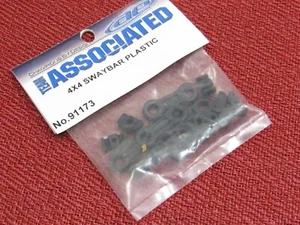 TEAM
ASSOCIATED
4X4 SWAYBAR PLASTIC
No.91173